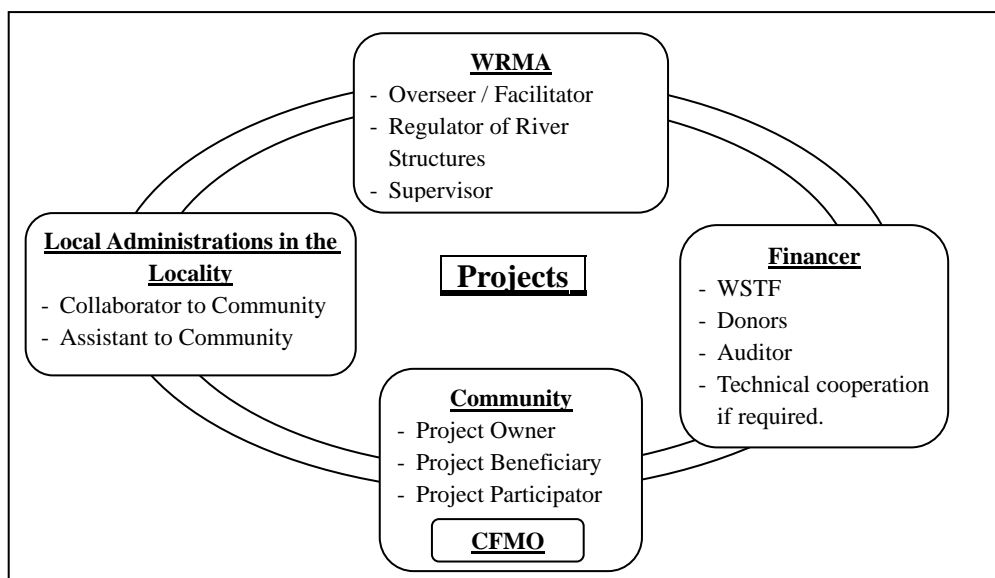 WRMA
- Overseer / Facilitator
- Regulator of River
Structures
- Supervisor
Local Administrations in the
Locality
- Collaborator to Community
- Assistant to Community
Projects
Financer
- WSTF
- Donors
- Auditor
- Technical cooperation
if required.
Community
- Project Owner
- Project Beneficiary
- Project Participator
CFMO